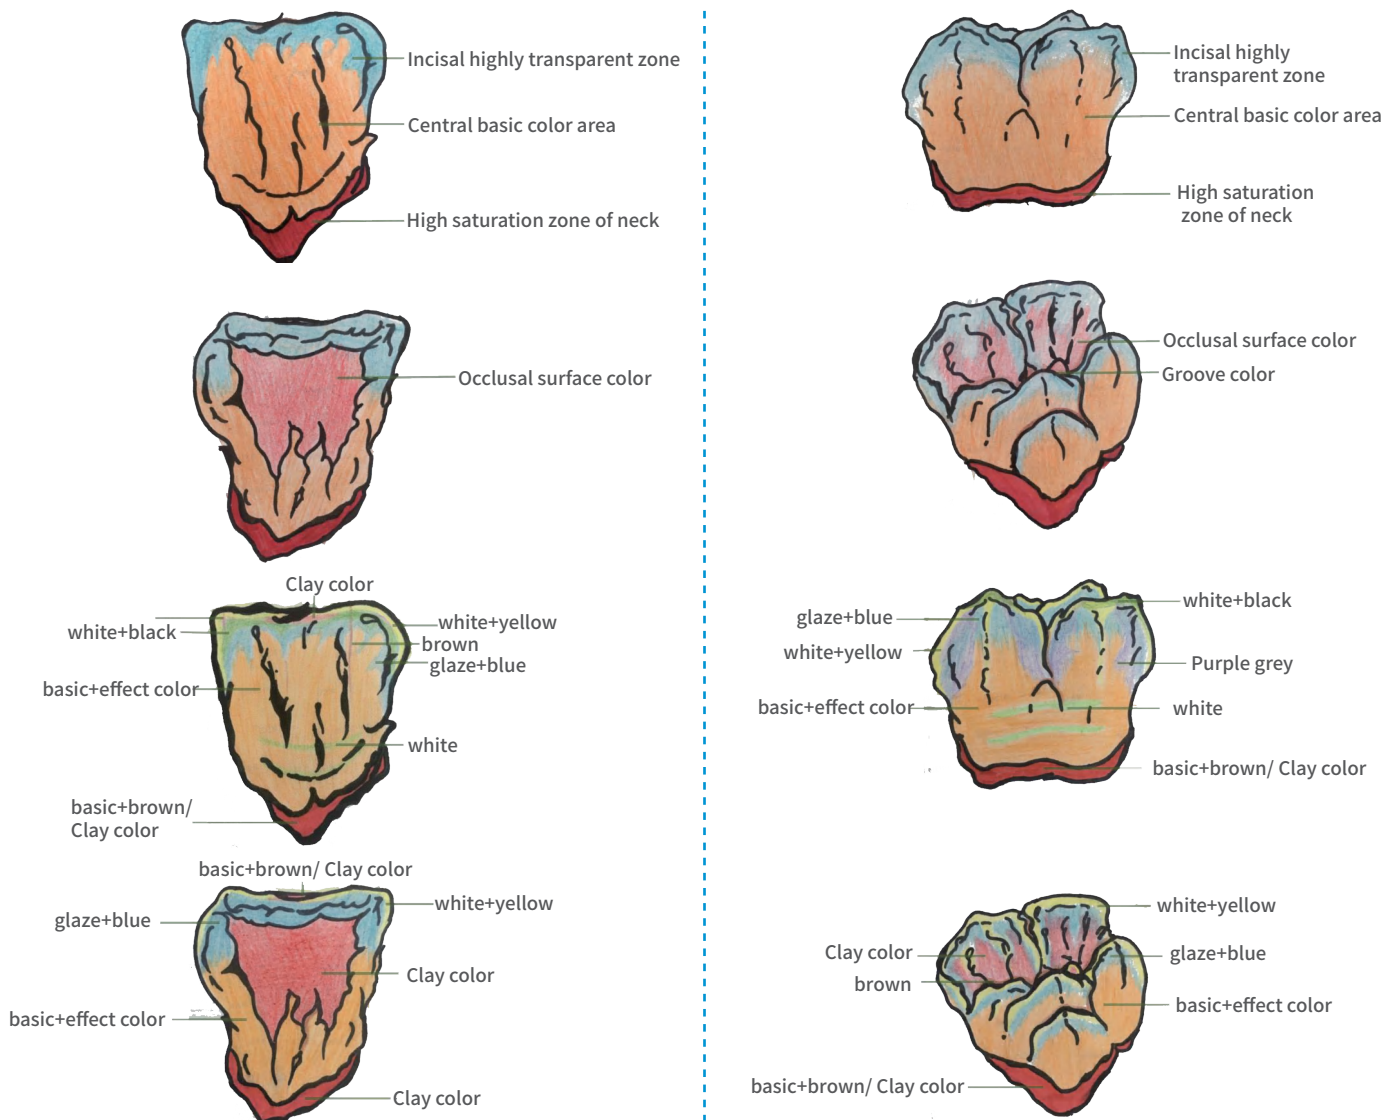 Incisal highly transparent zone
Central basic color area
High saturation zone of neck
Occlusal surface color
Clay color
white+black
white+yellow
brown
glaze+blue
basic+effect color
white
basic+brown/
Clay color
basic+brown/ Clay color
glaze+blue
white+yellow
Clay color
basic+effect color
Clay color
Incisal highly
transparent zone
Central basic color area
High saturation
zone of neck
Occlusal surface color
Groove color
glaze+blue
white+black
white+yellow
Purple grey
basic+effect color
white
basic+brown/ Clay color
white+yellow
Clay color
glaze+blue
brown
basic+effect color
basic+brown/ Clay color